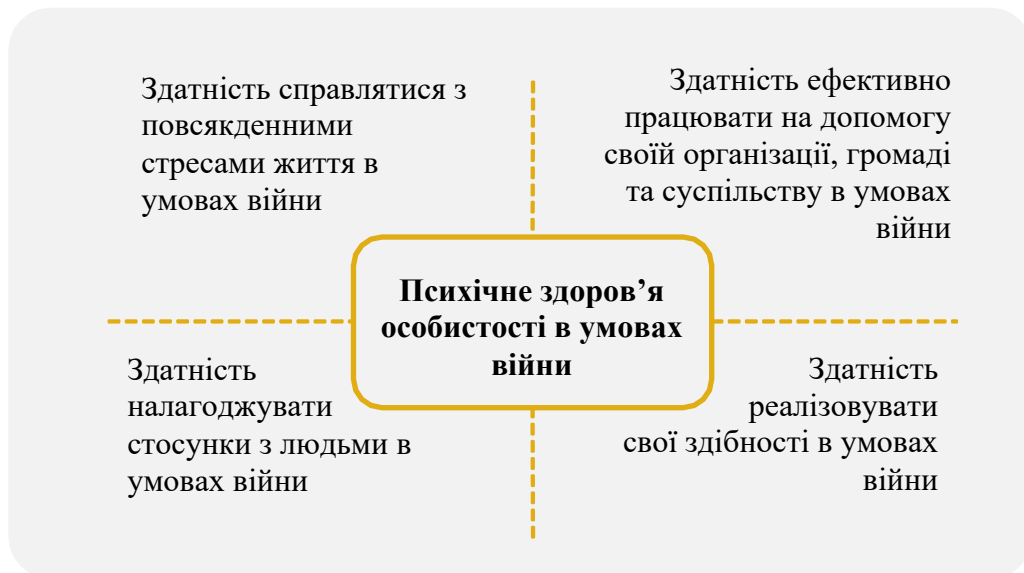 Здатність справлятися з
повсякденними
стресами життя в
умовах війни
Здатність ефективно
працювати на допомогу
своїй організації, громаді
та суспільству в умовах
війни
Психічне здоров’я
особистості в умовах
війни
Здатність
налагоджувати
стосунки з людьми в
умовах війни
Здатність
реалізовувати
свої здібності в умовах
війни